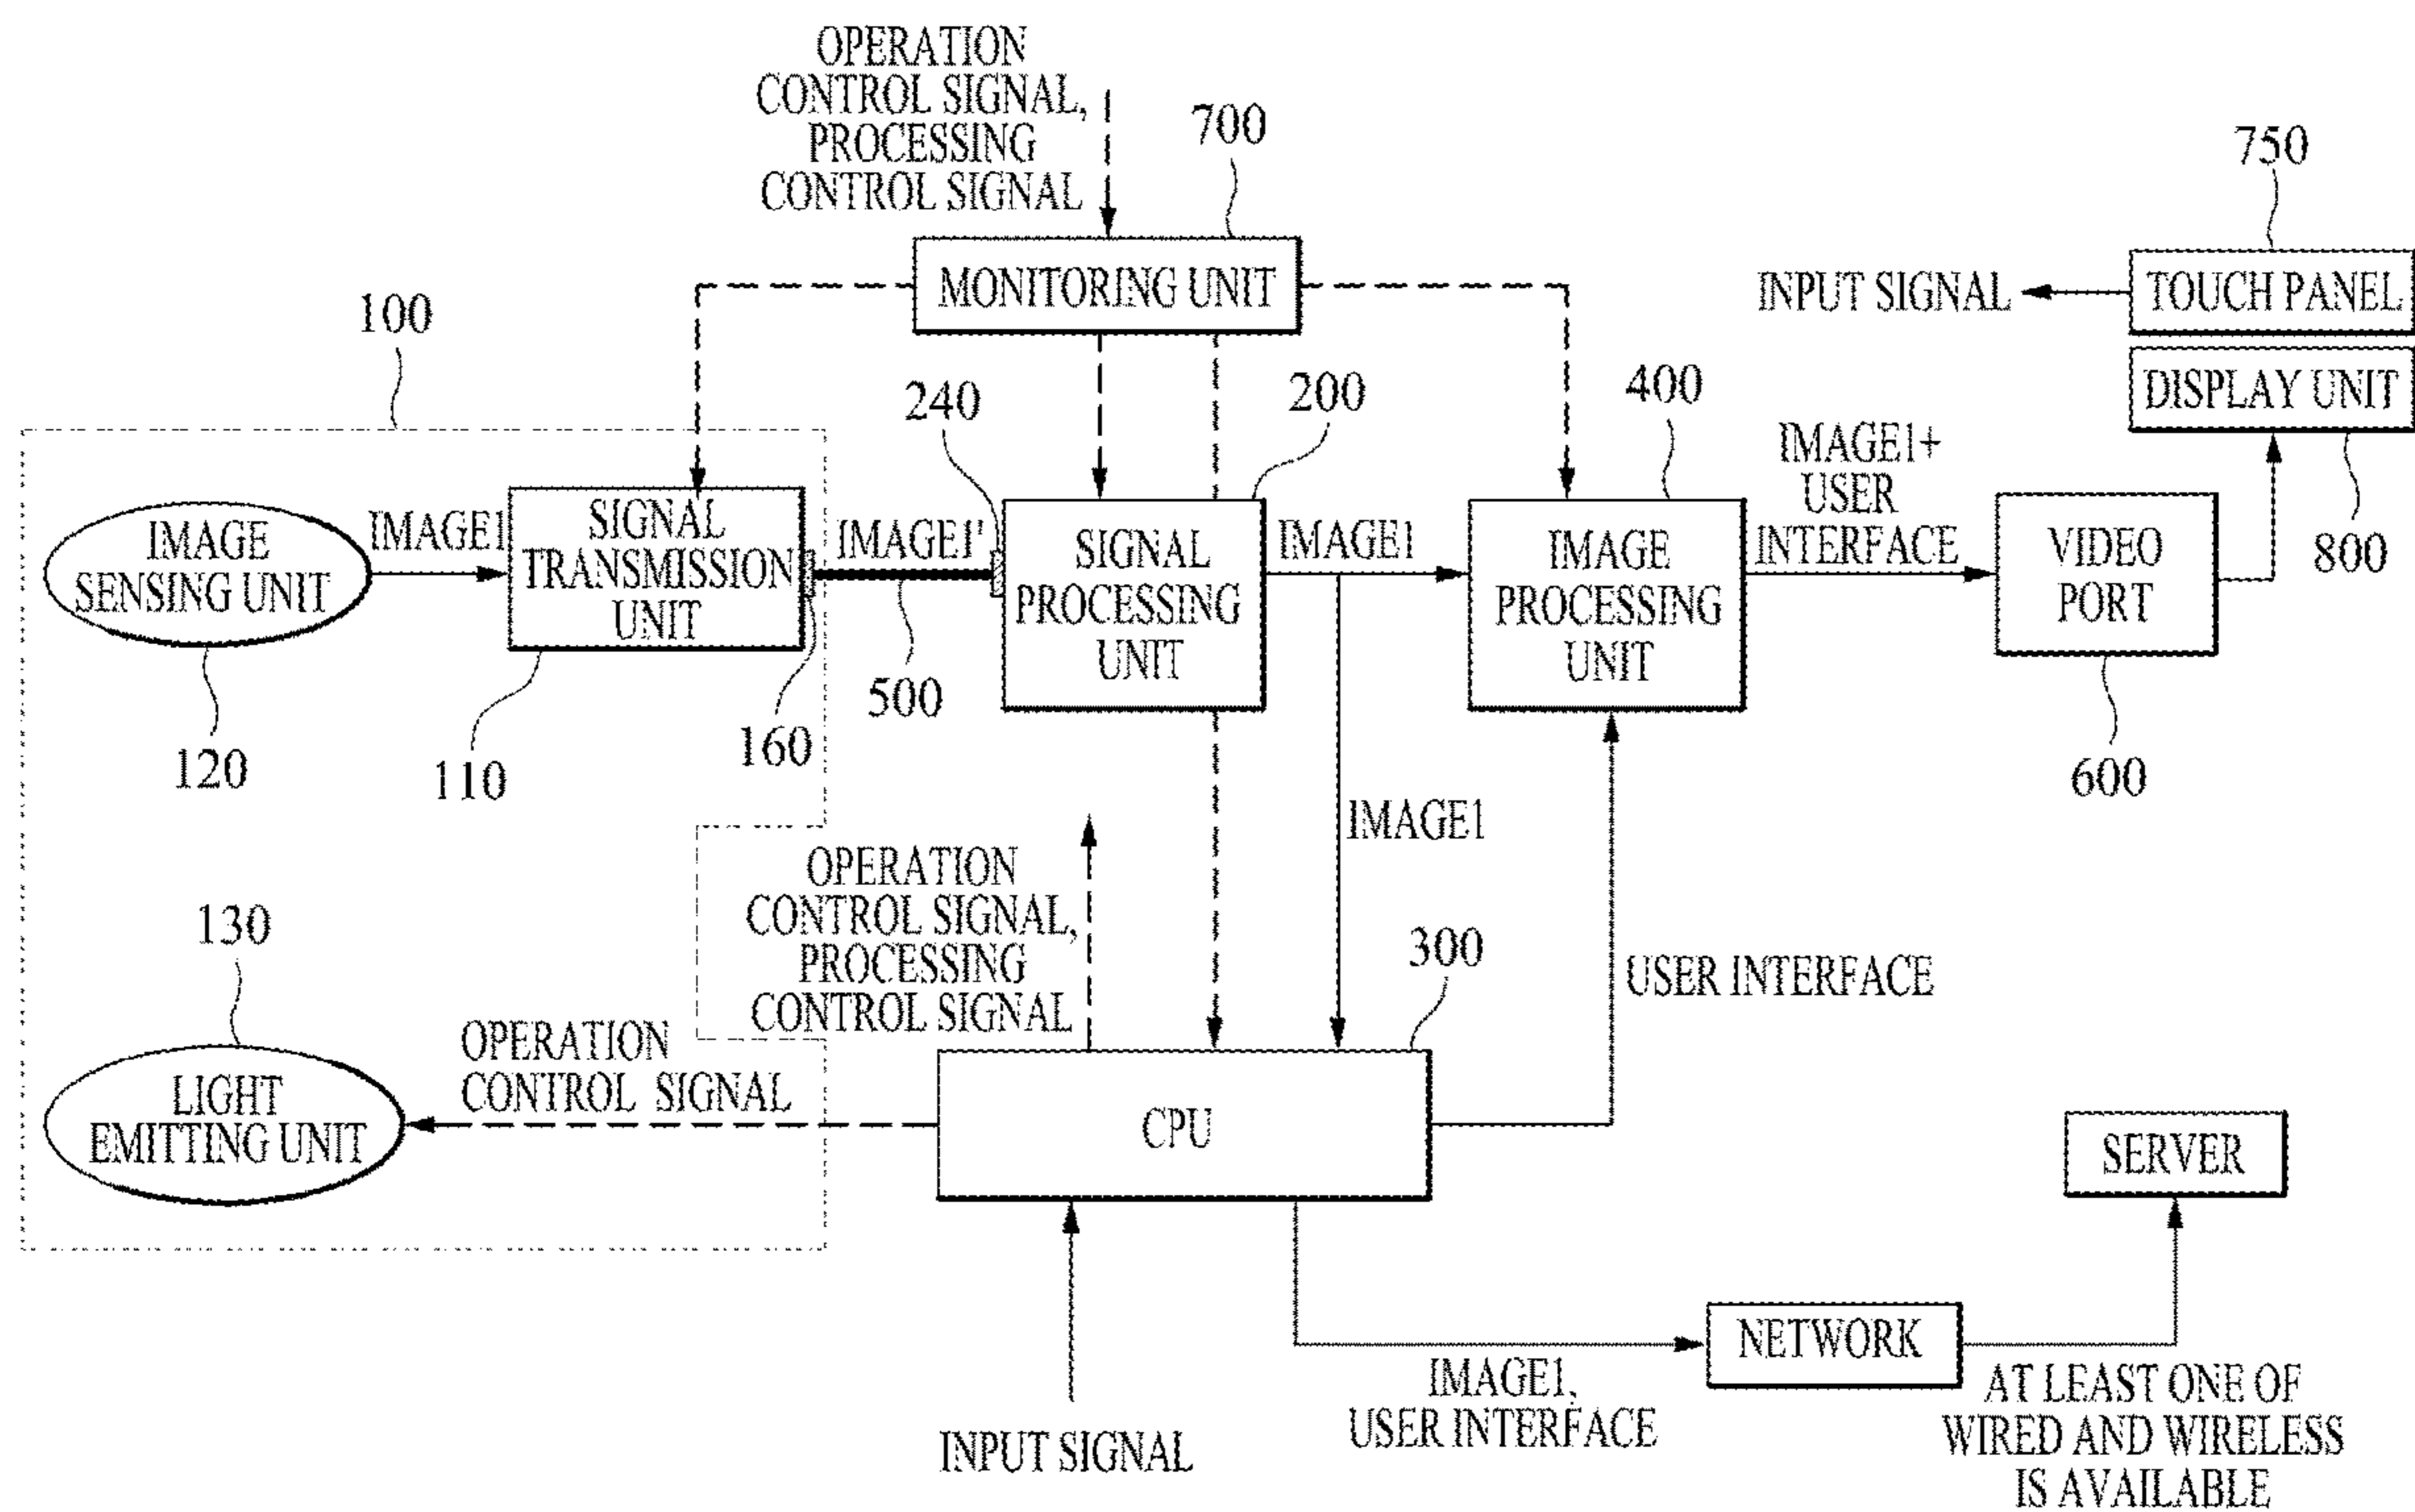 OPERATION
CONTROL SIGNAL,
PROCESSING
CONTROL SIGNAL
700
750
MONITORING UNIT
INPUT SIGNAL
TOUCH PANEL
100
240
200
400
DISPLAY UNIT
IMAGE1+
USER
INTERFACE
800
IMAGE
SENSING UNIT
IMAGE1
SIGNAL
TRANSMISSION
UNIT
IMAGE1'
SIGNAL
PROCESSING
UNIT
IMAGE1
IMAGE
PROCESSING
UNIT
VIDEO
PORT
500
120
110
160
600
IMAGE1
OPERATION
CONTROL SIGNAL,
PROCESSING
CONTROL SIGNAL
130
300
USER INTERFACE
OPERATION
CONTROL SIGNAL
LIGHT
EMITTING UNIT
CPU
SERVER
NETWORK
IMAGE1,
USER INTERFACE
INPUT SIGNAL
AT LEAST ONE OF
WIRED AND WIRELESS
IS AVAILABLE